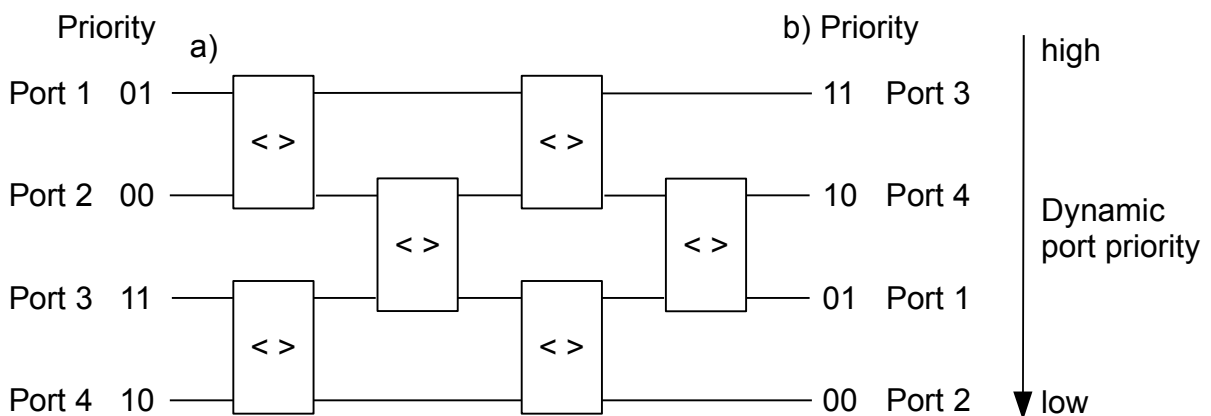 Priority a) b) Priority
high
Port 1 01 11 Port 3
< > < >
Port 2 00 10 Port 4
Dynamic
port priority
< > < >
Port 3 11 01 Port 1
< > < >
Port 4 10 00 Port 2
low